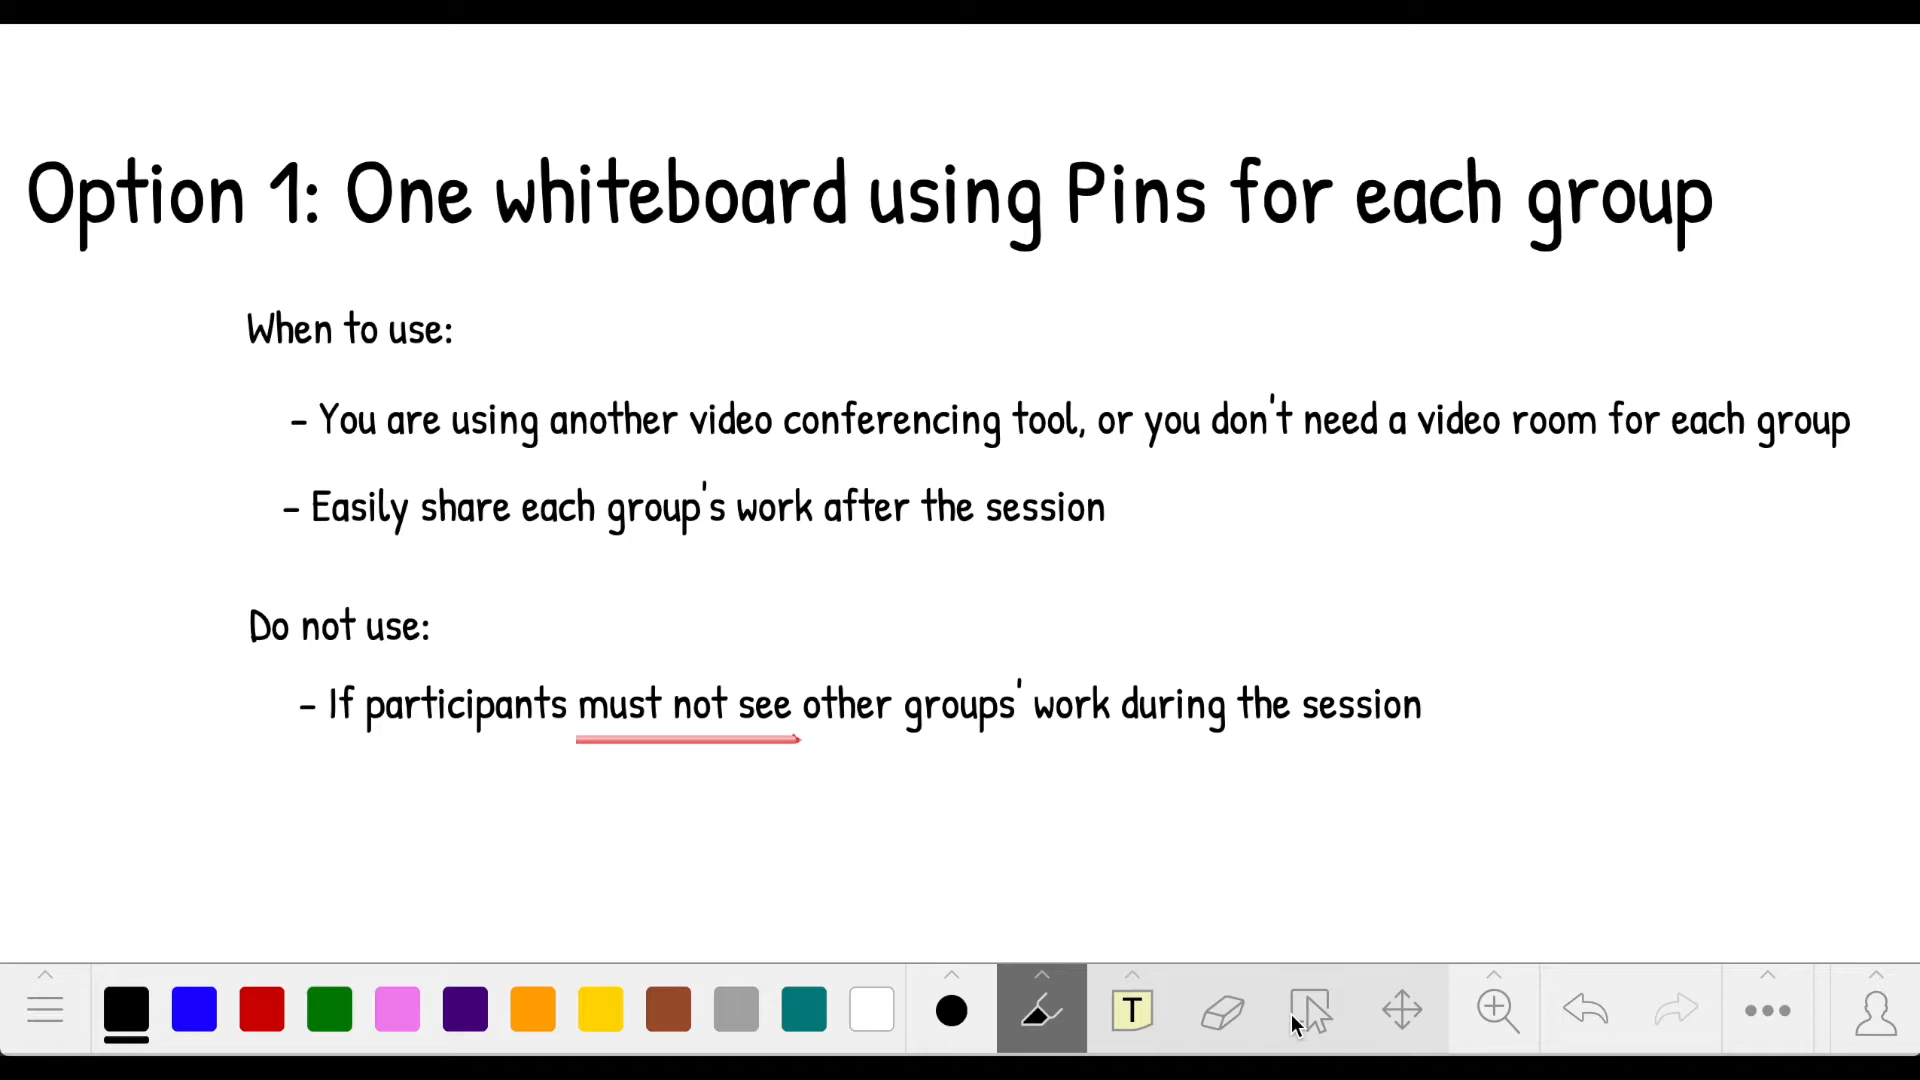 Option 1: One whiteboard using Pins for each group
When to use:
- You are using another video conferencing tool, or you don't need a video room for each group
- Easily share each group's work after the session
Do not use:
- If participants must not see other groups' work during the session
T